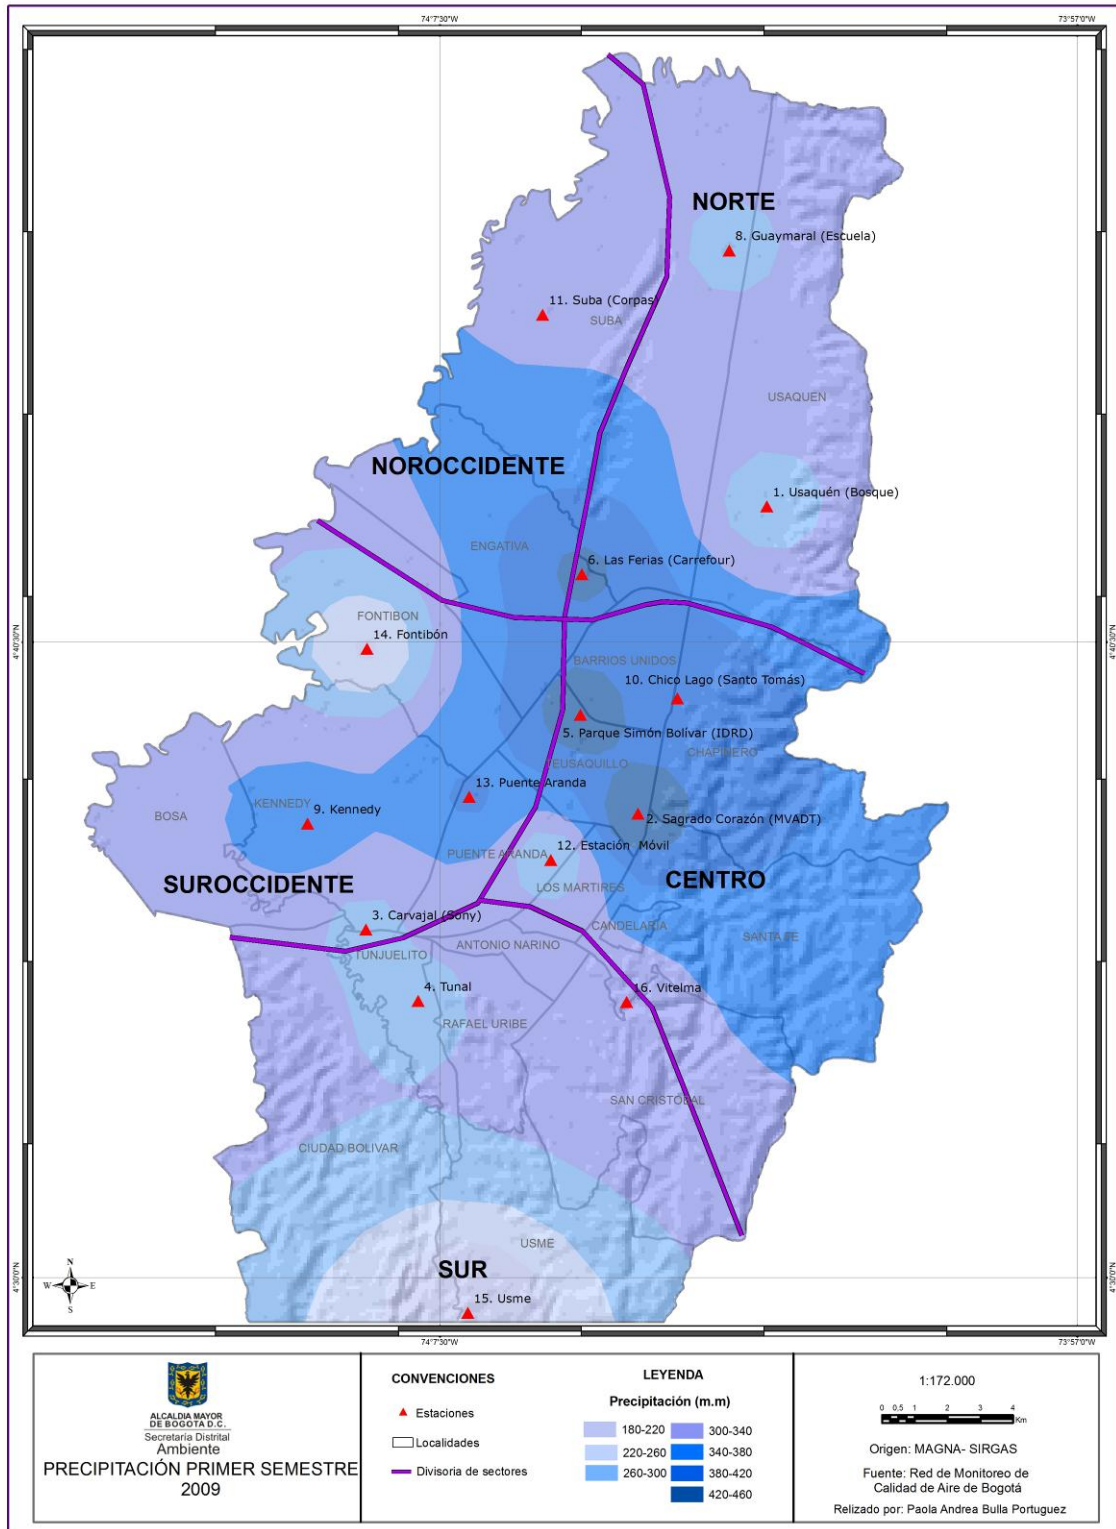 74°7'30"W
73°57'0"W
NORTE
8. Guaymaral (Escuela)
11. Suba (Corpas)
SUBA
USAQUEN
NOROCCIDENTE
1. Usaquén (Bosque)
ENGATIVA
6. Las Ferias (Carrefour)
FONTIBON
14. Fontibón
4°40'30"N
4°40'30"N
BARRIOS UNIDOS
10. Chico Lago (Santo Tomás)
5. Parque Simón Bolívar (IDRD)
CHAPINERO
TEUSAQUILLO
13. Puente Aranda
KENNEDY
9. Kennedy
BOSA
2. Sagrado Corazón (MVADT)
12. Estación Móvil
PUENTE ARANDA
SUROCCIDENTE
LOS MARTIRES
CENTRO
3. Carvajal (Sony)
CANDELARIA
SANTA FE
ANTONIO NARINO
TUNJUELITO
4. Tunal
16. Vitelma
RAFAEL URIBE
SAN CRISTOBAL
CIUDAD BOLIVAR
USME
SUR
15. Usme
N
W
E
S
4°30'0"N
4°30'0"N
74°7'30"W
73°57'0"W
ALCALDIA MAYOR
DE BOGOTA D.C.
Secretaría Distrital
Ambiente
PRECIPITACIÓN PRIMER SEMESTRE
2009
CONVENCIONES
Estaciones
Localidades
Divisoria de sectores
LEYENDA
Precipitación (m.m)
180-220
220-260
260-300
300-340
340-380
380-420
420-460
1:172.000
0 0,5 1 2 3 4
Km
Origen: MAGNA- SIRGAS
Fuente: Red de Monitoreo de
Calidad de Aire de Bogotá
Relizado por: Paola Andrea Bulla Portuguez